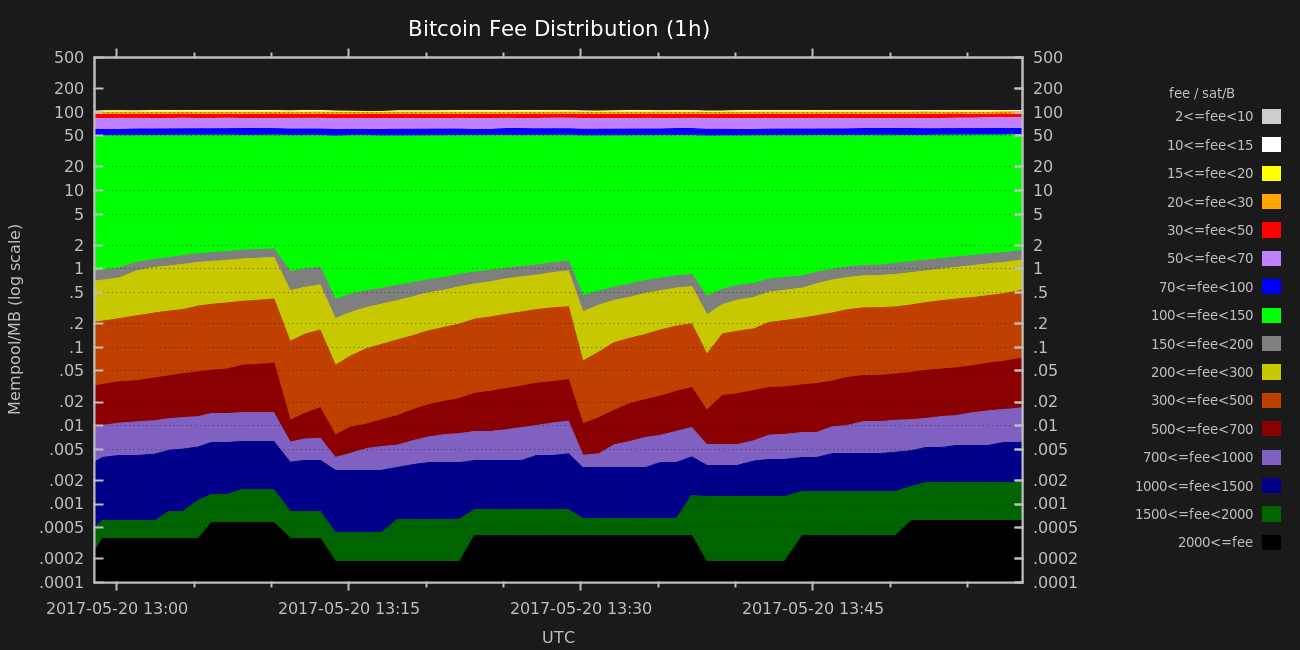 Bitcoin Fee Distribution (1h)
500 500
200 200
100 100
50 50
20 20
10 10
5 5
2 2
1 1
.5 .5
.2 .2
.1 .1
.05 .05
.02 .02
.01 .01
.005 .005
.002 .002
.001 .001
.0005 .0005
.0002 .0002
.0001 .0001
Mempool/MB (log scale)
2017-05-20 13:00 2017-05-20 13:15 2017-05-20 13:30 2017-05-20 13:45
UTC
fee / sat/B
2<=fee<10
10<=fee<15
15<=fee<20
20<=fee<30
30<=fee<50
50<=fee<70
70<=fee<100
100<=fee<150
150<=fee<200
200<=fee<300
300<=fee<500
500<=fee<700
700<=fee<1000
1000<=fee<1500
1500<=fee<2000
2000<=fee